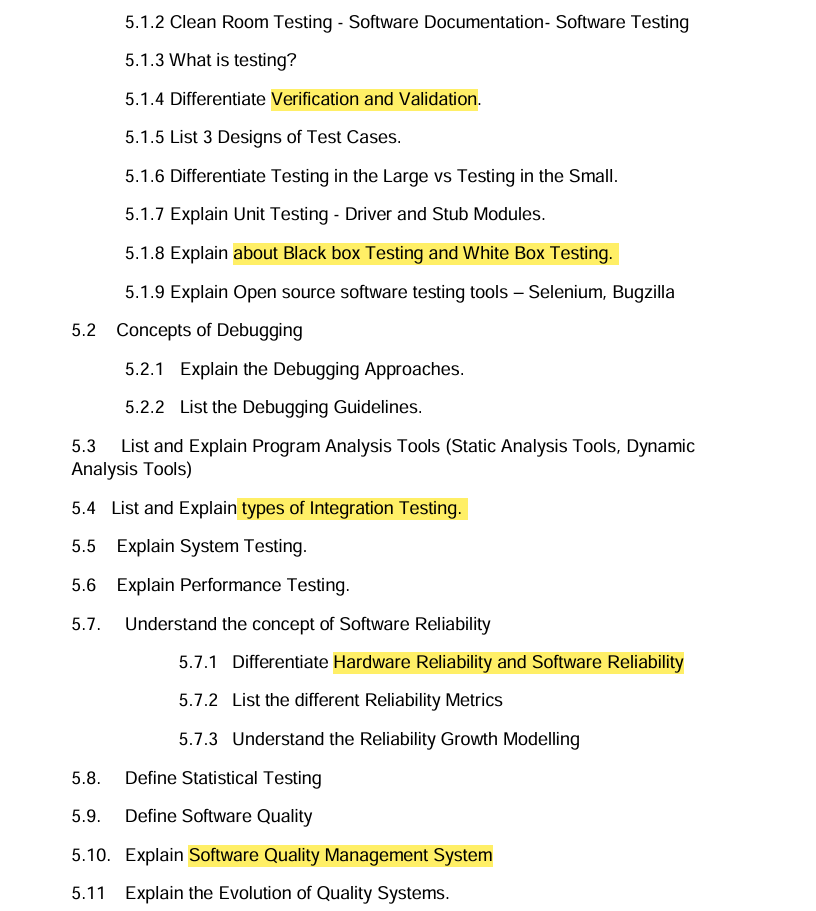 5.1.2 Clean Room Testing - Software Documentation- Software Testing
5.1.3 What is testing?
5.1.4 Differentiate Verification and Validation.
5.1.5 List 3 Designs of Test Cases.
5.1.6 Differentiate Testing in the Large vs Testing in the Small.
5.1.7 Explain Unit Testing - Driver and Stub Modules.
5.1.8 Explain about Black box Testing and White Box Testing.
5.1.9 Explain Open source software testing tools – Selenium, Bugzilla
5.2 Concepts of Debugging
5.2.1 Explain the Debugging Approaches.
5.2.2 List the Debugging Guidelines.
5.3 List and Explain Program Analysis Tools (Static Analysis Tools, Dynamic
Analysis Tools)
5.4 List and Explain types of Integration Testing.
5.5 Explain System Testing.
5.6 Explain Performance Testing.
5.7. Understand the concept of Software Reliability
5.7.1 Differentiate Hardware Reliability and Software Reliability
5.7.2 List the different Reliability Metrics
5.7.3 Understand the Reliability Growth Modelling
5.8. Define Statistical Testing
5.9. Define Software Quality
5.10. Explain Software Quality Management System
5.11 Explain the Evolution of Quality Systems.